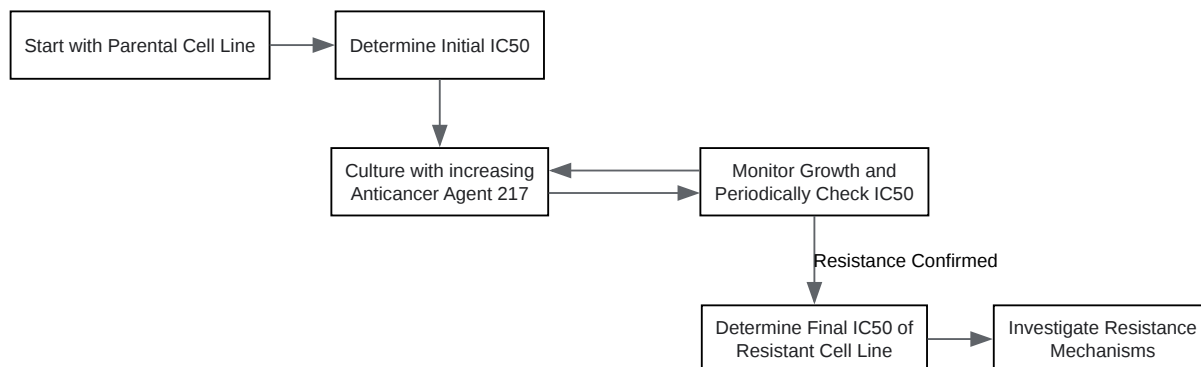 Start with Parental Cell Line
Determine Initial IC50
Culture with increasing
Anticancer Agent 217
Monitor Growth and
Periodically Check IC50
Resistance Confirmed
Determine Final IC50 of
Resistant Cell Line
Investigate Resistance
Mechanisms